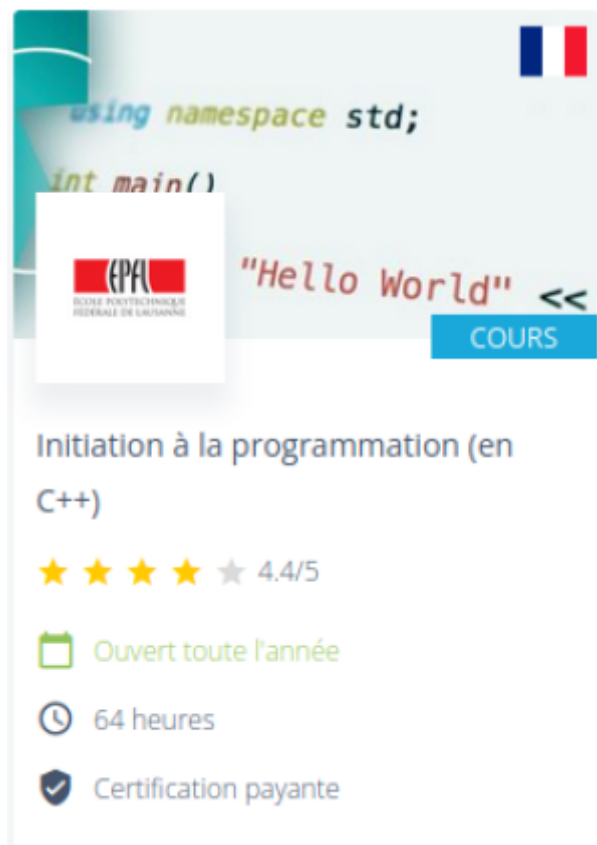 using namespace std;
int main()
"Hello World" <<
EPFL
ECOLE POLYTECHNIQUE
FEDERALE DE LAUSANNE
COURS
Initiation à la programmation (en
C++)
4.4/5
Ouvert toute l'année
64 heures
Certification payante